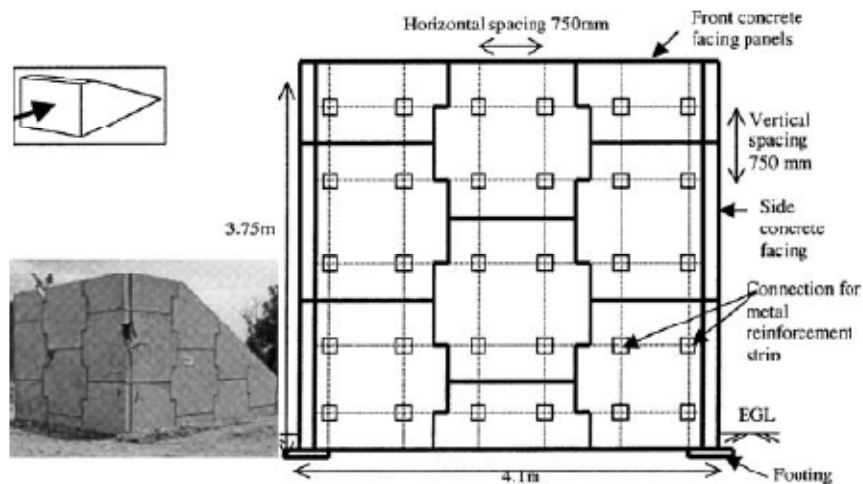 Horizontal spacing 750mm
Front concrete
facing panels
Vertical
spacing
750 mm
3.75m
Side
concrete
facing
Connection for
metal
reinforcement
strip
EGL
4.1m
Footing